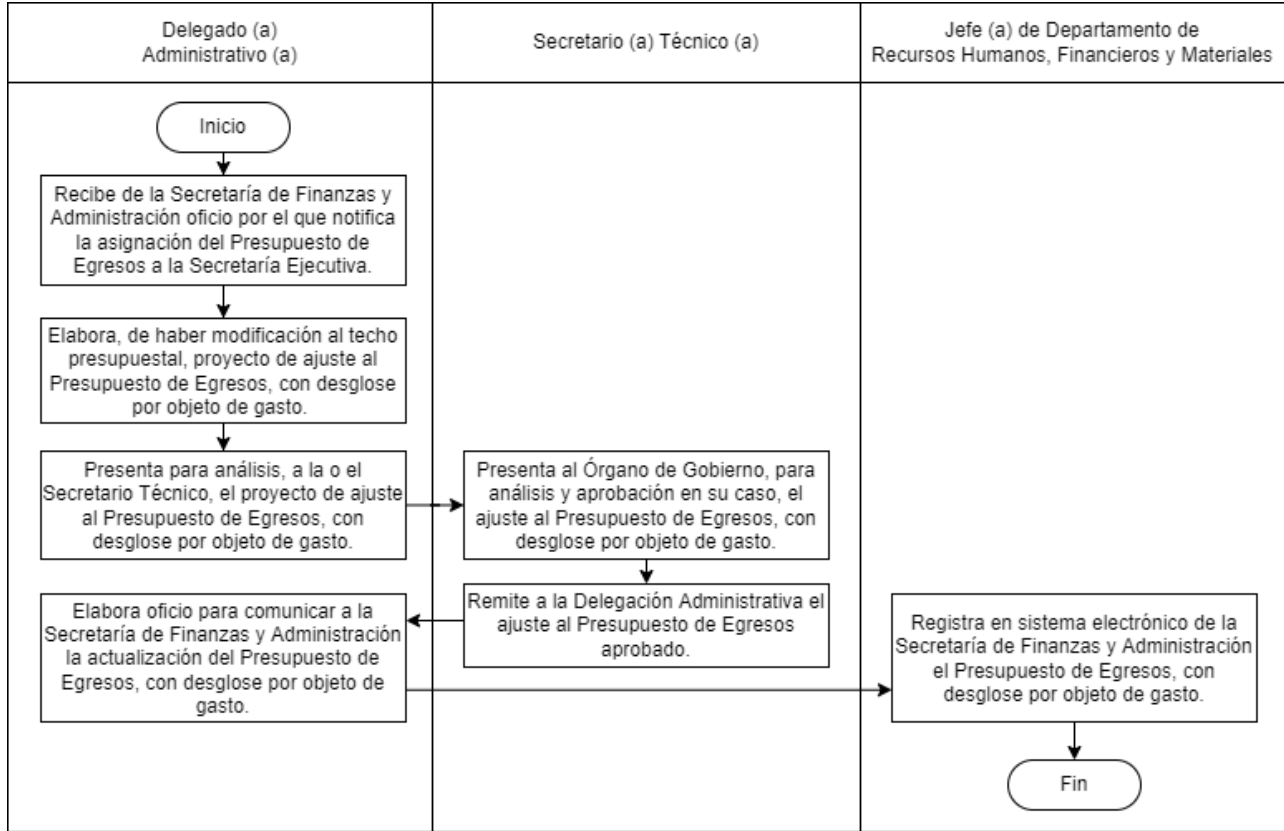 Delegado (a)
Administrativo (a)
Secretario (a) Técnico (a)
Jefe (a) de Departamento de
Recursos Humanos, Financieros y Materiales
Inicio
Recibe de la Secretaría de Finanzas y
Administración oficio por el que notifica
la asignación del Presupuesto de
Egresos a la Secretaría Ejecutiva.
Elabora, de haber modificación al techo
presupuestal, proyecto de ajuste al
Presupuesto de Egresos, con desglose
por objeto de gasto.
Presenta para análisis, a la o el
Secretario Técnico, el proyecto de ajuste
al Presupuesto de Egresos, con
desglose por objeto de gasto.
Presenta al Órgano de Gobierno, para
análisis y aprobación en su caso, el
ajuste al Presupuesto de Egresos, con
desglose por objeto de gasto.
Remite a la Delegación Administrativa el
ajuste al Presupuesto de Egresos
aprobado.
Elabora oficio para comunicar a la
Secretaría de Finanzas y Administración
la actualización del Presupuesto de
Egresos, con desglose por objeto de
gasto.
Registra en sistema electrónico de la
Secretaría de Finanzas y Administración
el Presupuesto de Egresos, con
desglose por objeto de gasto.
Fin